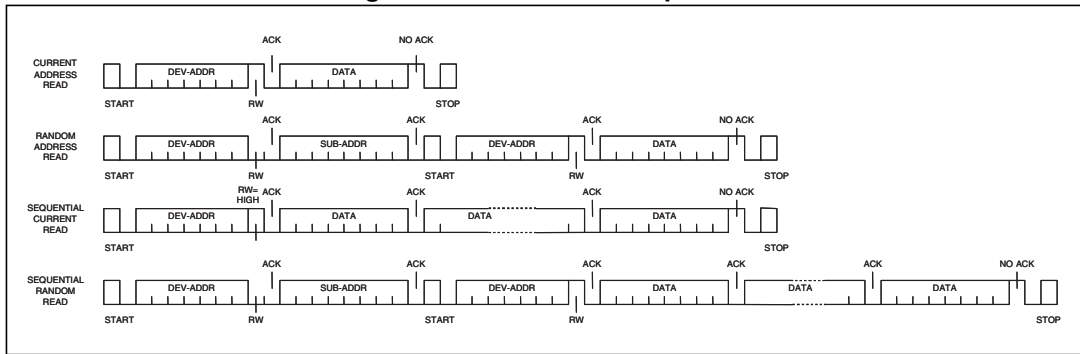 ACK NO ACK
CURRENT
ADDRESS
READ
DEV-ADDR DATA
START RW STOP
ACK ACK ACK NO ACK
RANDOM
ADDRESS
READ
DEV-ADDR SUB-ADDR DEV-ADDR DATA
START RW START RW STOP
RW=
HIGH
ACK ACK ACK NO ACK
SEQUENTIAL
CURRENT
READ
DEV-ADDR DATA DATA DATA
START STOP
ACK ACK ACK ACK ACK NO ACK
SEQUENTIAL
RANDOM
READ
DEV-ADDR SUB-ADDR DEV-ADDR DATA DATA DATA
START RW START RW STOP